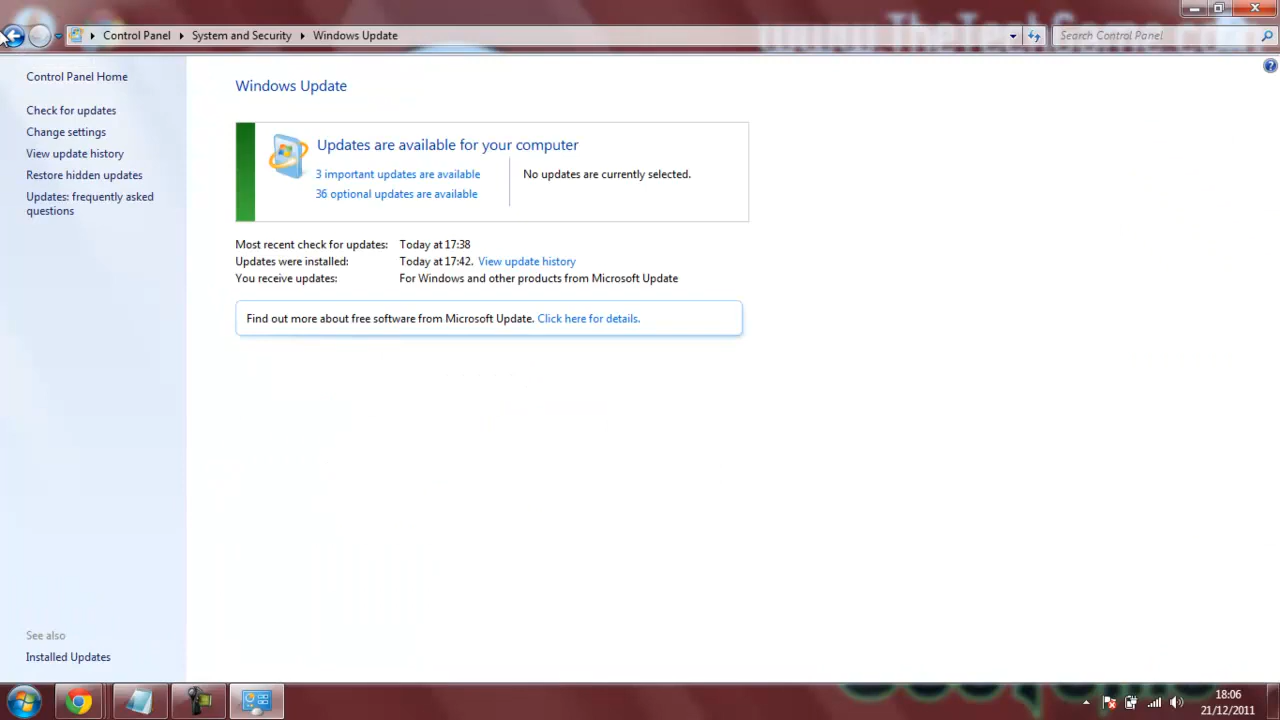 www.TheTechGame.co
Control Panel
System and Security
Windows Update
Search Control Panel
Control Panel Home
Check for updates
Change settings
View update history
Restore hidden updates
Updates: frequently asked
questions
See also
Installed Updates
Windows Update
Updates are available for your computer
3 important updates are available
36 optional updates are available
No updates are currently selected.
Most recent check for updates: Today at 17:38
Updates were installed: Today at 17:42. View update history
You receive updates: For Windows and other products from Microsoft Update
Find out more about free software from Microsoft Update. Click here for details.
18:06
21/12/2011